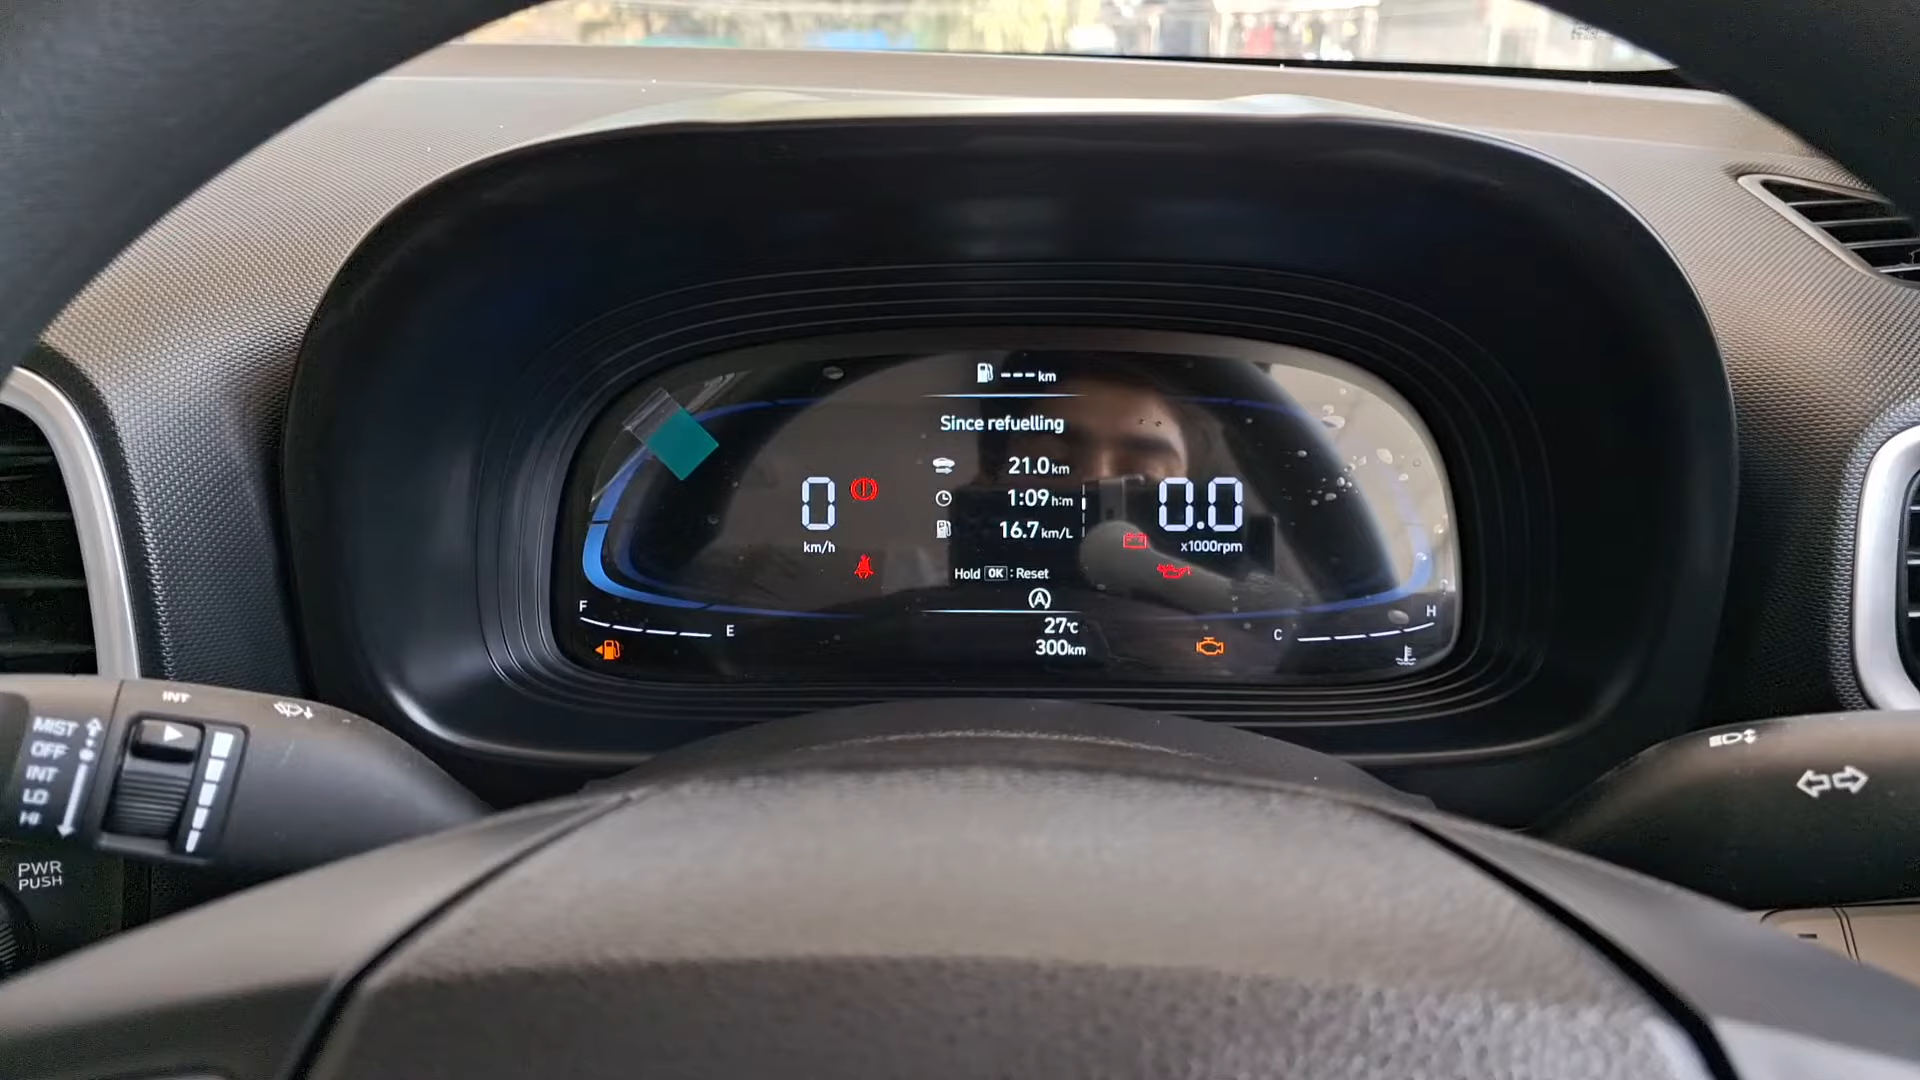 --- km
Since refuelling
21.0 km
1:09 h:m
0
km/h
16.7 km/L
0.0
x1000rpm
Hold OK : Reset
A
F
E
27°C
300km
C
H
INT
MIST
OFF
INT
LO
HI
PWR
PUSH